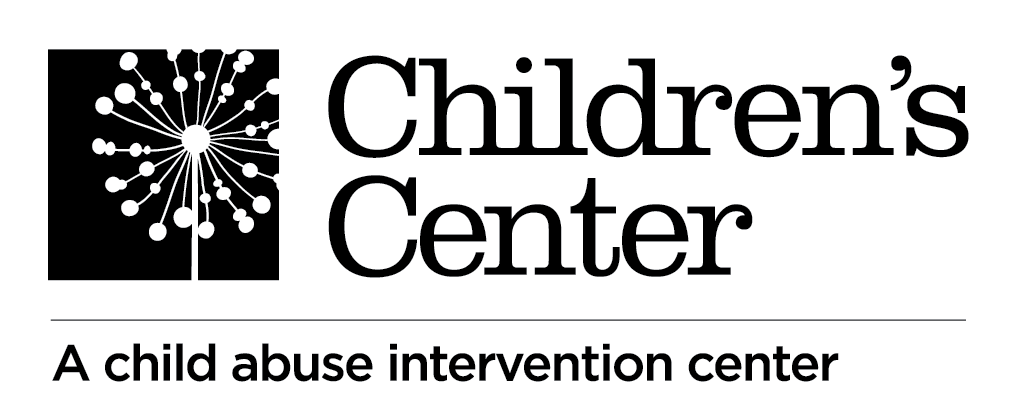 Children’s
Center
A child abuse intervention center